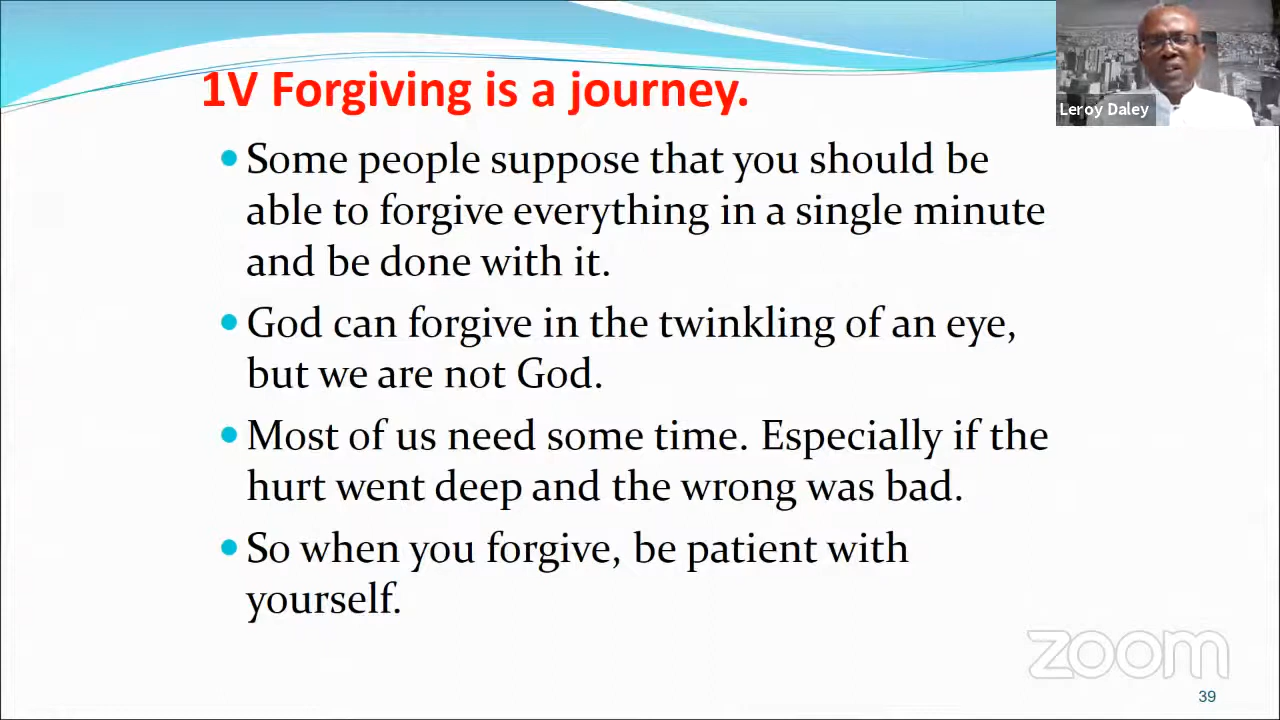 1V Forgiving is a journey.
Leroy Daley
Some people suppose that you should be
able to forgive everything in a single minute
and be done with it.
God can forgive in the twinkling of an eye,
but we are not God.
Most of us need some time. Especially if the
hurt went deep and the wrong was bad.
So when you forgive, be patient with
yourself.
zoom
39